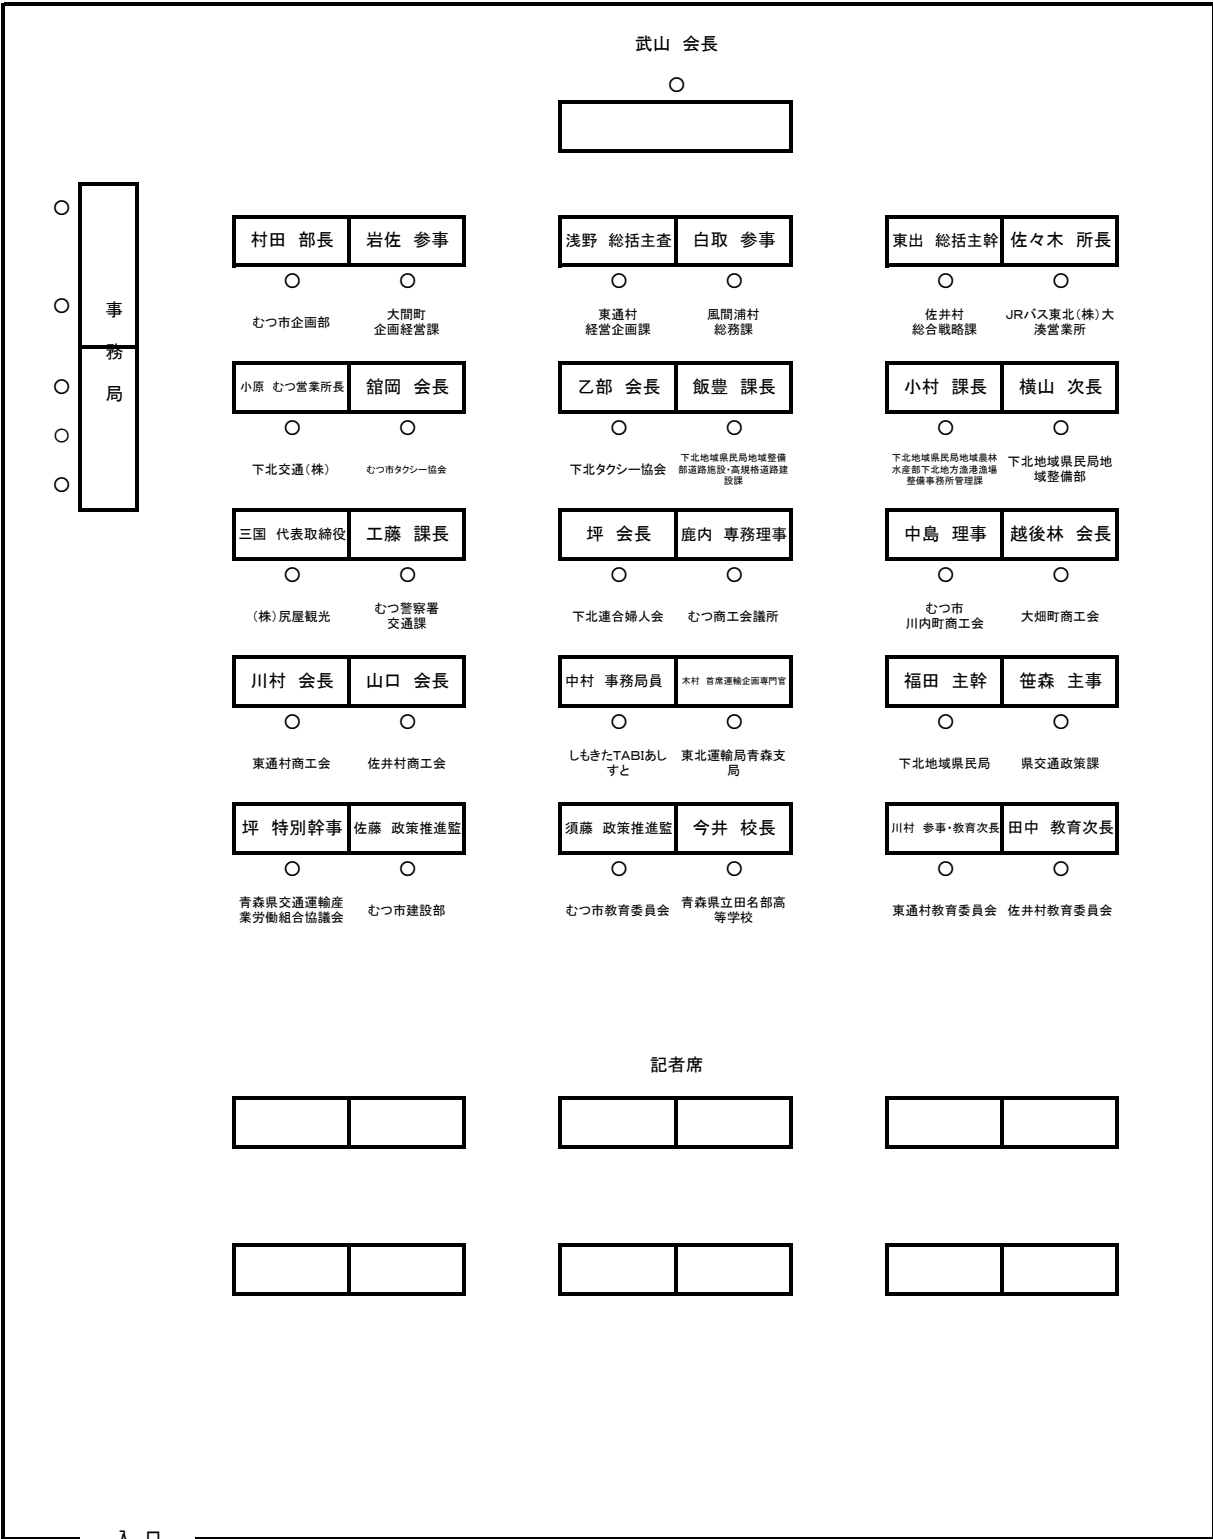 武山　会長
事
務
局
村田　部長
岩佐　参事
浅野　総括主査
白取　参事
東出　総括主幹
佐々木　所長
むつ市企画部
大間町
企画経営課
東通村
経営企画課
風間浦村
総務課
佐井村
総合戦略課
JRバス東北(株)大
湊営業所
小原　むつ営業所長
舘岡　会長
乙部　会長
飯豊　課長
小村　課長
横山　次長
下北交通(株)
むつ市タクシー協会
下北タクシー協会
下北地域県民局地域整備
部道路施設・高規格道路建
設課
下北地域県民局地域農林
水産部下北地方漁港漁場
整備事務所管理課
下北地域県民局地
域整備部
三国　代表取締役
工藤　課長
坪　会長
鹿内　専務理事
中島　理事
越後林　会長
(株)尻屋観光
むつ警察署
交通課
下北連合婦人会
むつ商工会議所
むつ市
川内町商工会
大畑町商工会
川村　会長
山口　会長
中村　事務局員
木村　首席運輸企画専門官
福田　主幹
笹森　主事
東通村商工会
佐井村商工会
しもきたTABIあし
すと
東北運輸局青森支
局
下北地域県民局
県交通政策課
坪　特別幹事
佐藤　政策推進監
須藤　政策推進監
今井　校長
川村　参事・教育次長
田中　教育次長
青森県交通運輸産
業労働組合協議会
むつ市建設部
むつ市教育委員会
青森県立田名部高
等学校
東通村教育委員会
佐井村教育委員会
記者席
入　口